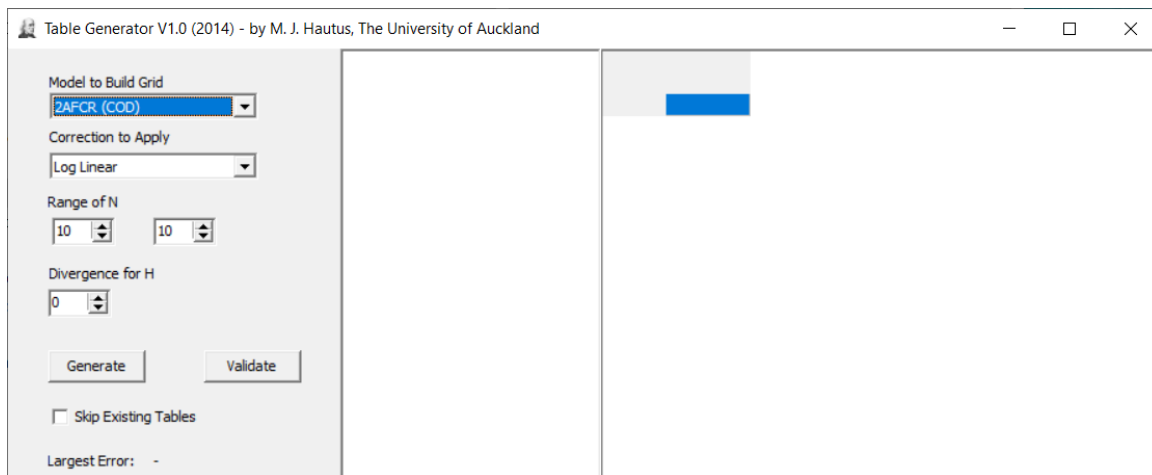 Table Generator V1.0 (2014) - by M. J. Hautus, The University of Auckland
Model to Build Grid
2AFCR (COD)
Correction to Apply
Log Linear
Range of N
10 10
Divergence for H
0
Generate Validate
Skip Existing Tables
Largest Error: -